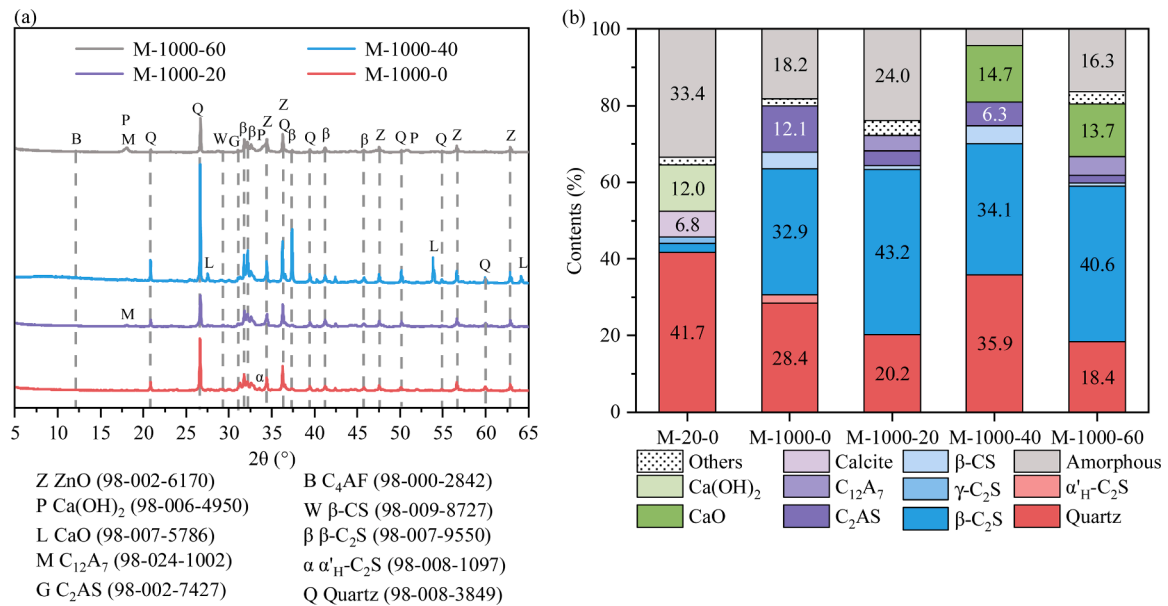 (a)
M-1000-60
M-1000-40
M-1000-20
M-1000-0
P
B M Q Q W G β β P Z Z Q β Q β β Z Q P Q Z Z
L L Q L
M
α
5 10 15 20 25 30 35 40 45 50 55 60 65
2θ (°)
Z ZnO (98-002-6170)
P Ca(OH)₂ (98-006-4950)
L CaO (98-007-5786)
M C₁₂A₇ (98-024-1002)
G C₂AS (98-002-7427)
B C₄AF (98-000-2842)
W β-CS (98-009-8727)
β β-C₂S (98-007-9550)
α α'H-C₂S (98-008-1097)
Q Quartz (98-008-3849)
(b)
Contents (%)
100
80
60
40
20
0
33.4
12.0
6.8
41.7
18.2
12.1
32.9
28.4
24.0
43.2
20.2
14.7
6.3
34.1
35.9
16.3
13.7
40.6
18.4
M-20-0 M-1000-0 M-1000-20 M-1000-40 M-1000-60
Others Calcite β-CS Amorphous
Ca(OH)₂ C₁₂A₇ γ-C₂S α'H-C₂S
CaO C₂AS β-C₂S Quartz